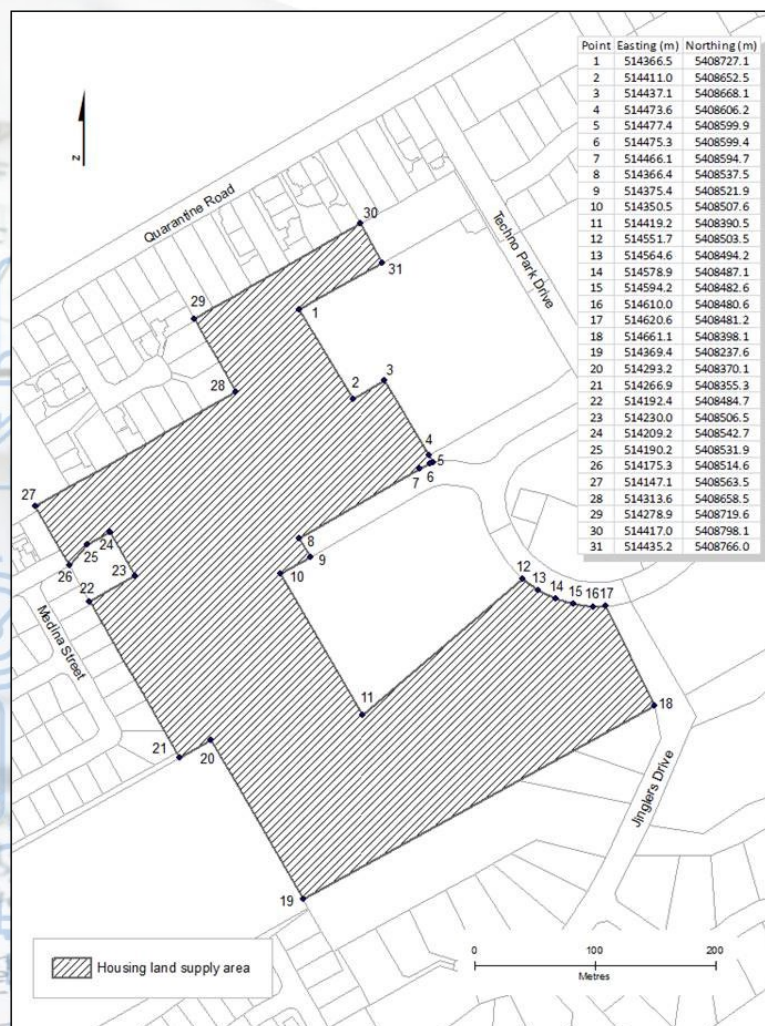 Point Easting (m) Northing (m)
1 514366.5 5408727.1
2 514411.0 5408652.5
3 514437.1 5408668.1
4 514473.6 5408606.2
5 514477.4 5408599.9
6 514475.3 5408599.4
7 514466.1 5408594.7
8 514366.4 5408537.5
9 514375.4 5408521.9
10 514350.5 5408507.6
11 514419.2 5408390.5
12 514551.7 5408503.5
13 514564.6 5408494.2
14 514578.9 5408487.1
15 514594.2 5408482.6
16 514610.0 5408480.6
17 514620.6 5408481.2
18 514661.1 5408398.1
19 514369.4 5408237.6
20 514293.2 5408370.1
21 514266.9 5408355.3
22 514192.4 5408484.7
23 514230.0 5408506.5
24 514209.2 5408542.7
25 514190.2 5408531.9
26 514175.3 5408514.6
27 514147.1 5408563.5
28 514313.6 5408658.5
29 514278.9 5408719.6
30 514417.0 5408798.1
31 514435.2 5408766.0
N
Quarantine Road
Techno Park Drive
30
31
29
1
28
3
2
4
5
6
7
27
8
24
9
25
10
26
23
12
13
22
14
15
16
17
Medina Street
11
18
20
21
Jinglers Drive
19
Housing land supply area
0 100 200
Metres